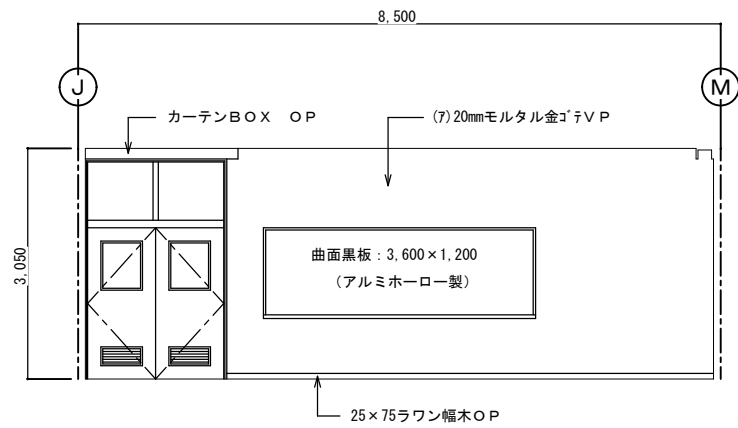 8,500
J
M
カーテンBOX OP
(ｱ)20mmモルタル金ｺﾞﾃVP
3,050
曲面黒板：3,600×1,200
（アルミホーロー製）
25×75ラワン幅木OP